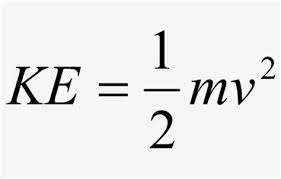 KE = 1/2 mv²